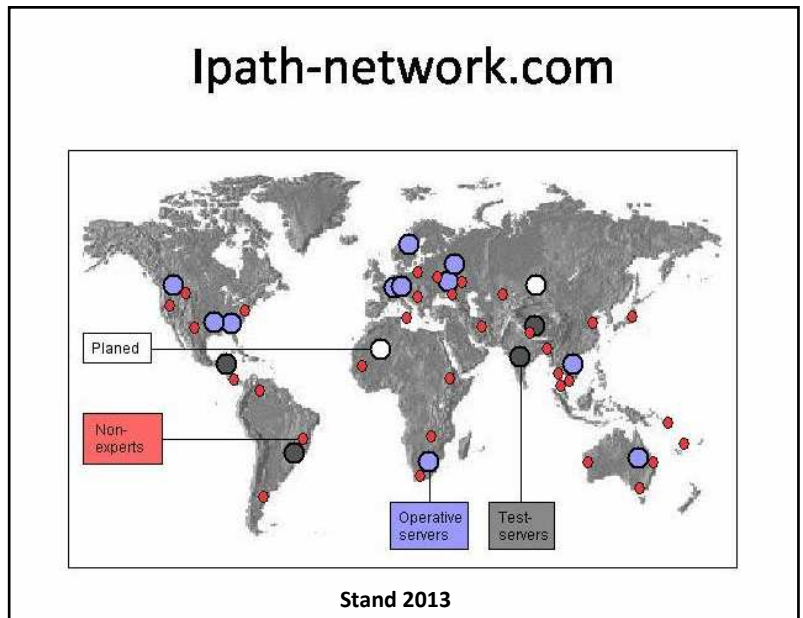 Ipath-network.com
Planed
Non-
experts
Operative
servers
Test-
servers
Stand 2013